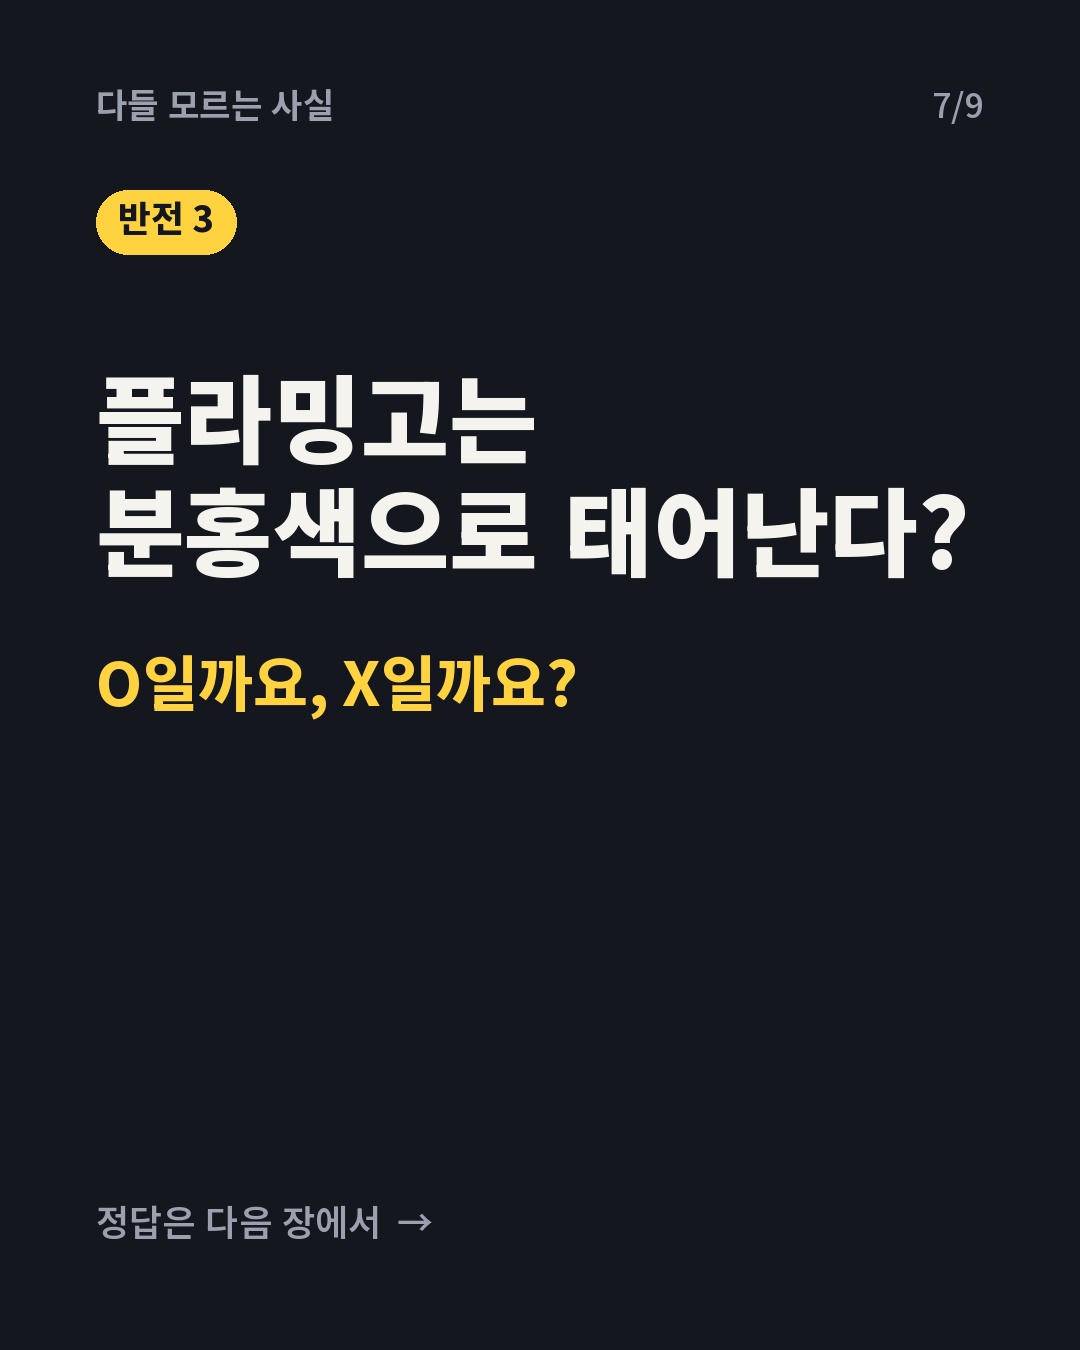 다들 모르는 사실
7/9
반전 3
플라밍고는
분홍색으로 태어난다?
O일까요, X일까요?
정답은 다음 장에서 →